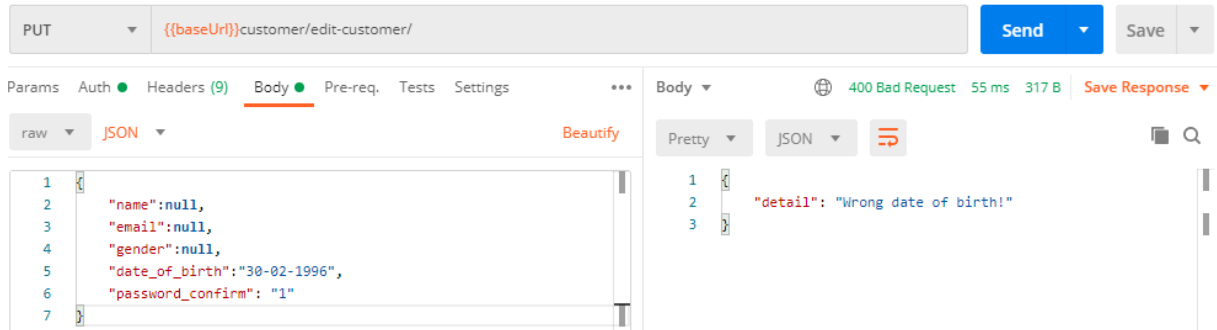 PUT {{baseUrl}}customer/edit-customer/ Send Save
Params Auth Headers (9) Body Pre-req. Tests Settings ••• Body 400 Bad Request 55 ms 317 B Save Response
raw JSON Beautify
Pretty JSON
1 {
2 "name":null,
3 "email":null,
4 "gender":null,
5 "date_of_birth":"30-02-1996",
6 "password_confirm": "1"
7 }
1 {
2 "detail": "Wrong date of birth!"
3 }